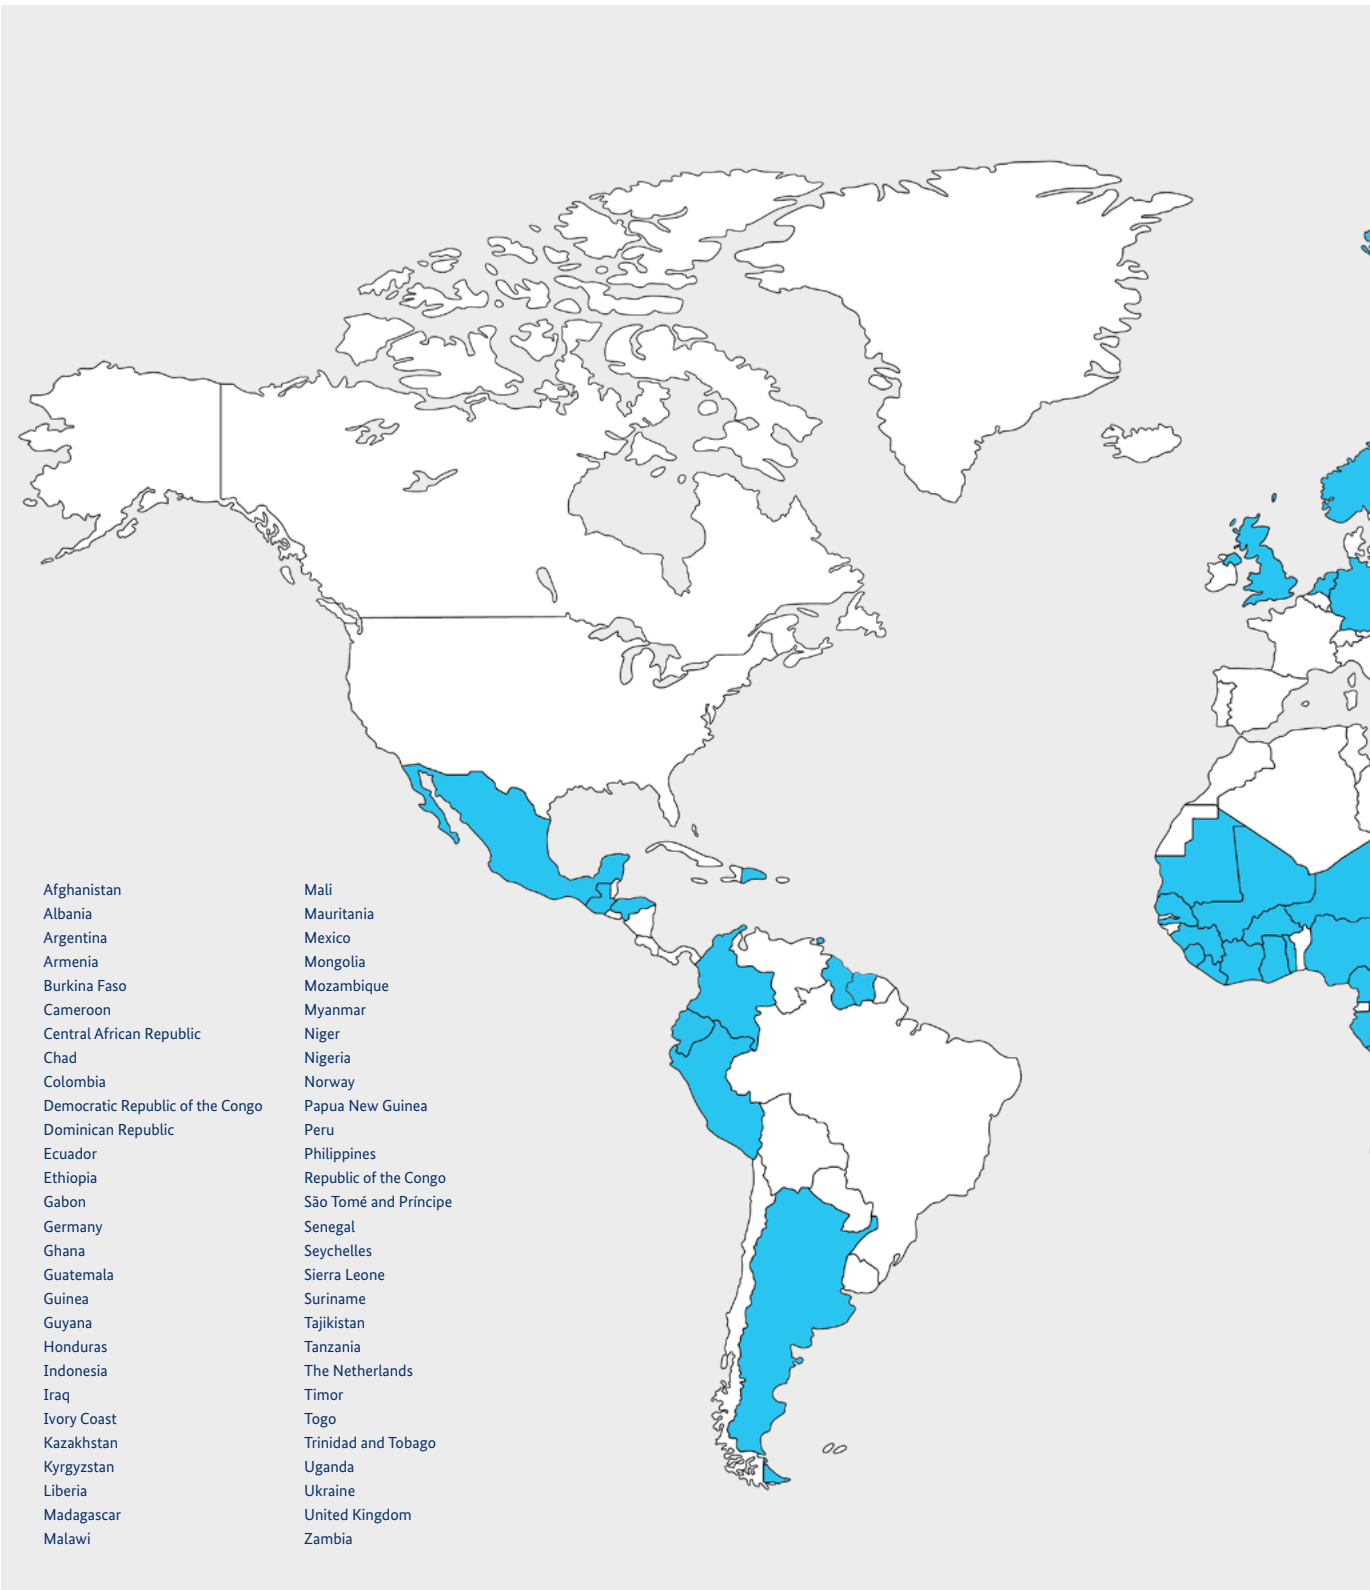 Afghanistan
Albania
Argentina
Armenia
Burkina Faso
Cameroon
Central African Republic
Chad
Colombia
Democratic Republic of the Congo
Dominican Republic
Ecuador
Ethiopia
Gabon
Germany
Ghana
Guatemala
Guinea
Guyana
Honduras
Indonesia
Iraq
Ivory Coast
Kazakhstan
Kyrgyzstan
Liberia
Madagascar
Malawi
Mali
Mauritania
Mexico
Mongolia
Mozambique
Myanmar
Niger
Nigeria
Norway
Papua New Guinea
Peru
Philippines
Republic of the Congo
São Tomé and Príncipe
Senegal
Seychelles
Sierra Leone
Suriname
Tajikistan
Tanzania
The Netherlands
Timor
Togo
Trinidad and Tobago
Uganda
Ukraine
United Kingdom
Zambia